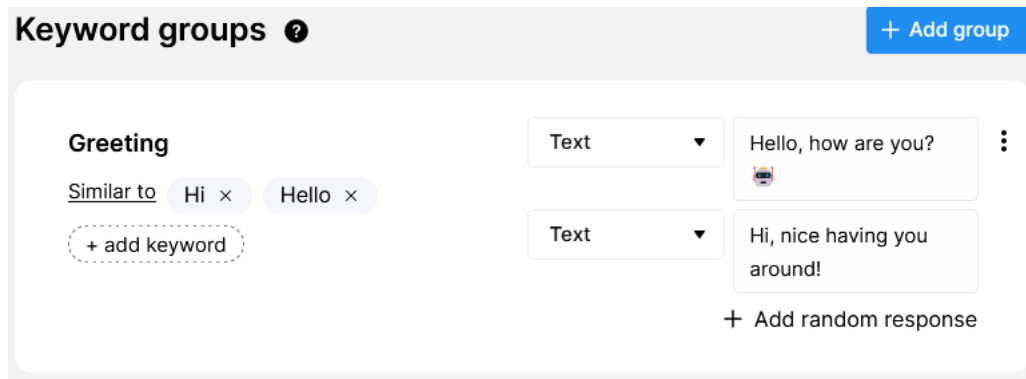 Keyword groups ?
+ Add group
Greeting
Similar to Hi × Hello ×
+ add keyword
Text
Hello, how are you?
🤖
Text
Hi, nice having you
around!
+ Add random response